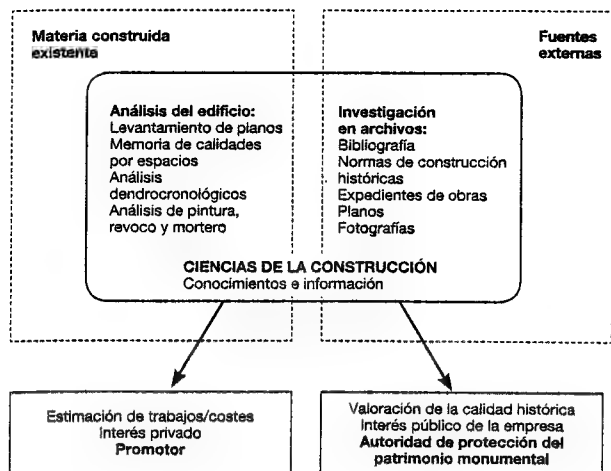 Materia construida
existente
Fuentes
externas
Análisis del edificio:
Levantamiento de planos
Memoria de calidades
por espacios
Análisis
dendrocronológicos
Análisis de pintura,
revoco y mortero
Investigación
en archivos:
Bibliografía
Normas de construcción
históricas
Expedientes de obras
Planos
Fotografías
CIENCIAS DE LA CONSTRUCCIÓN
Conocimientos e información
Estimación de trabajos/costes
Interés privado
Promotor
Valoración de la calidad histórica
Interés público de la empresa
Autoridad de protección del
patrimonio monumental